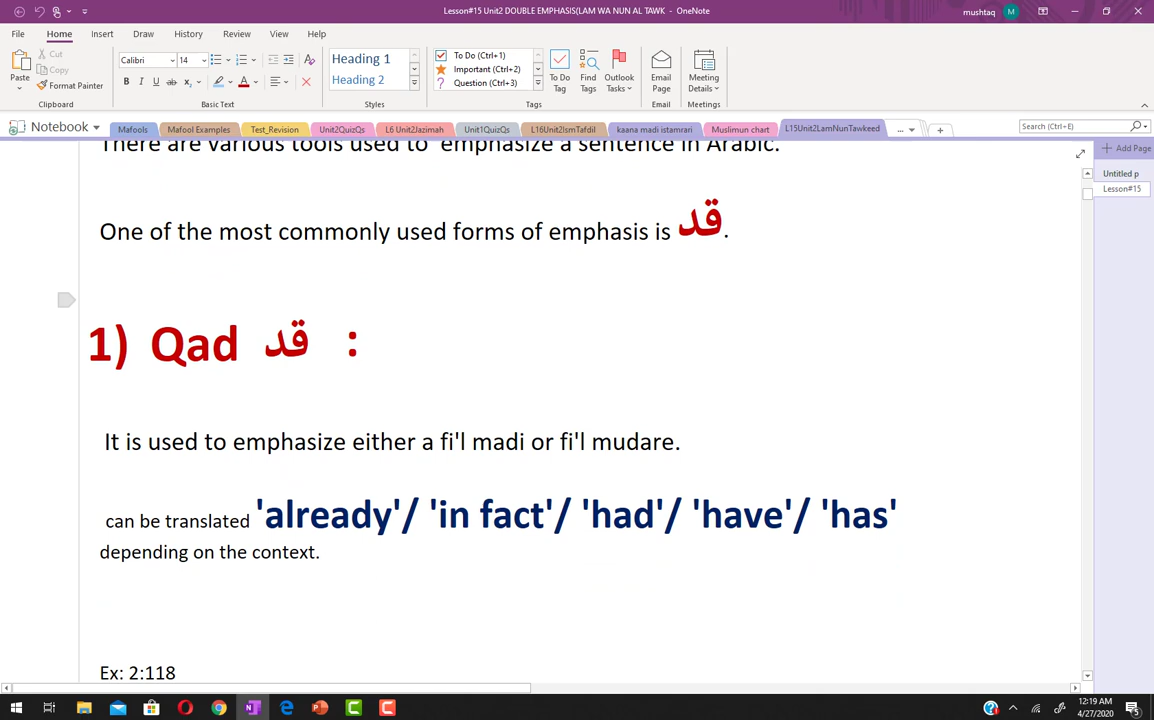 Lesson#15 Unit2 DOUBLE EMPHASIS(LAM WA NUN AL TAWK - OneNote
mushtaq M
File Home Insert Draw History Review View Help
Paste Cut Copy Format Painter
Calibri 14
Heading 1
Heading 2
To Do (Ctrl+1)
Important (Ctrl+2)
Question (Ctrl+3)
To Do Tag
Find Tags
Outlook Tasks
Email Page
Meeting Details
Clipboard Basic Text Styles Tags Email Meetings
Notebook Mafools Mafool Examples Test_Revision Unit2QuizQs L6 Unit2Jazimah Unit1QuizQs L16Unit2IsmTafdil kaana madi istamrari Muslimun chart L15Unit2LamNunTawkeed ... Search (Ctrl+E)
Add Page
Untitled p
Lesson#15
There are various tools used to emphasize a sentence in Arabic.
One of the most commonly used forms of emphasis is قد.
1) Qad قد :
It is used to emphasize either a fi'l madi or fi'l mudare.
can be translated 'already'/ 'in fact'/ 'had'/ 'have'/ 'has'
depending on the context.
Ex: 2:118
12:19 AM
4/27/2020
5